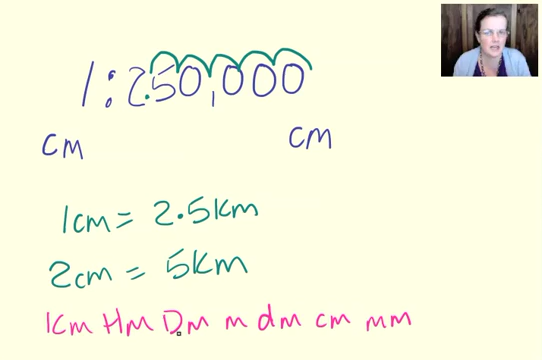 1:250,000
cm cm
1cm = 2.5km
2cm = 5km
Km Hm Dm m dm cm mm